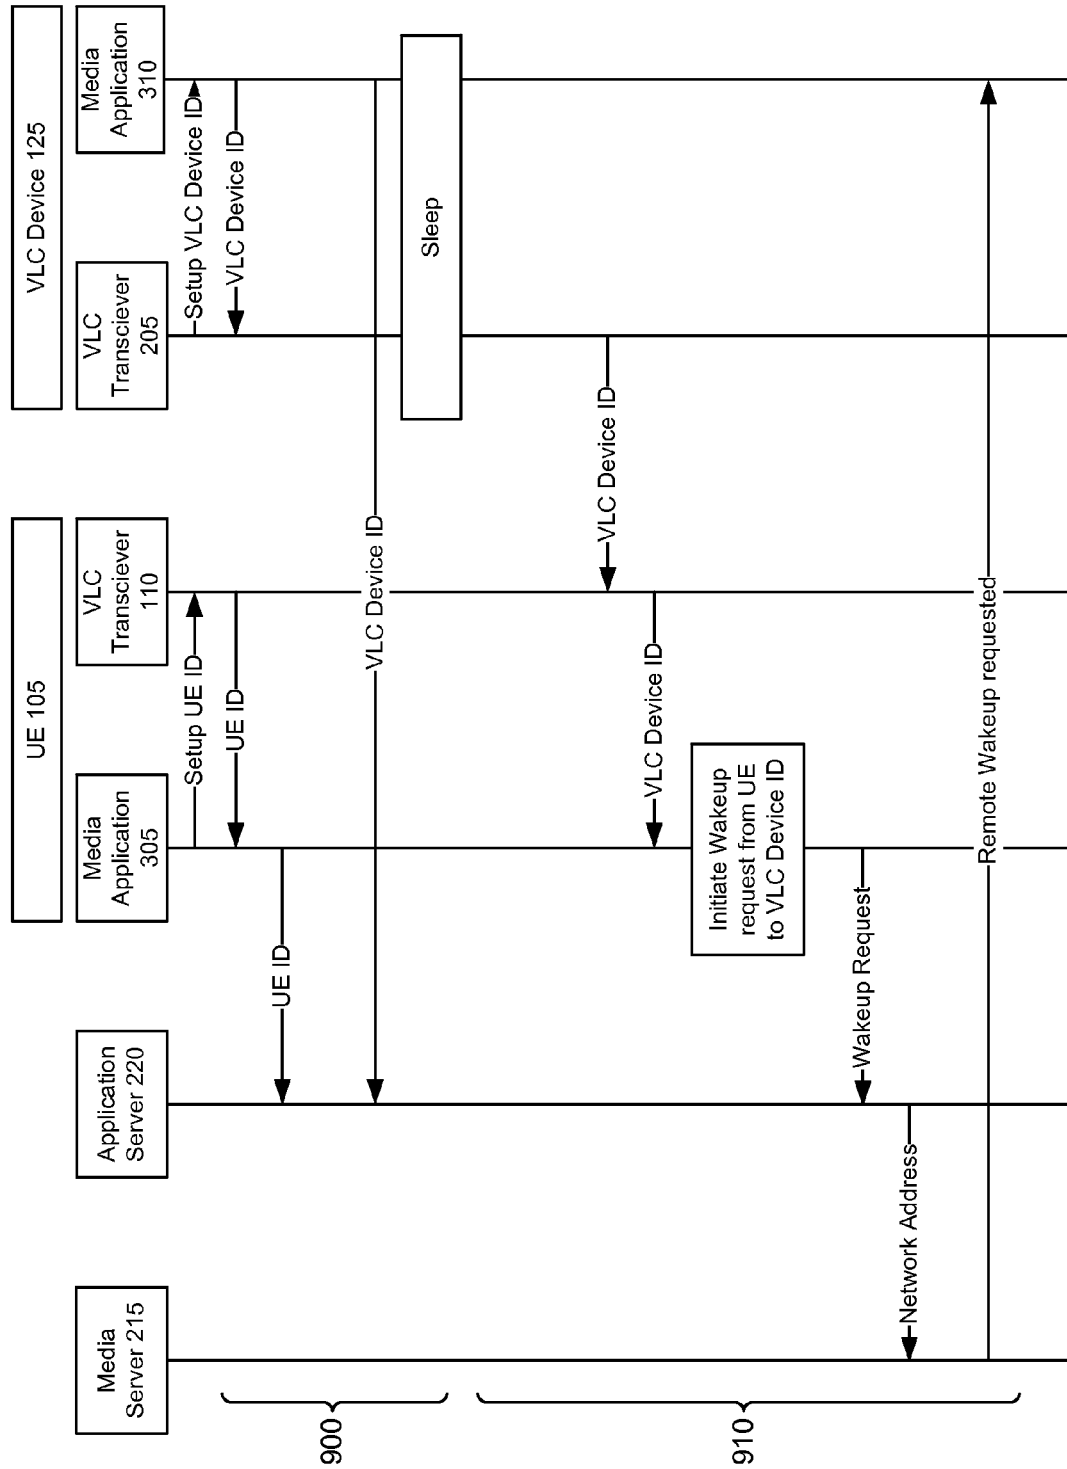 UE 105
VLC Device 125
Media
Server 215
Application
Server 220
Media
Application
305
VLC
Transciever
110
VLC
Transciever
205
Media
Application
310
Setup UE ID
Setup VLC Device ID
UE ID
VLC Device ID
UE ID
VLC Device ID
Sleep
VLC Device ID
VLC Device ID
Initiate Wakeup
request from UE
to VLC Device ID
Wakeup Request
Network Address
Remote Wakeup requested
900
910